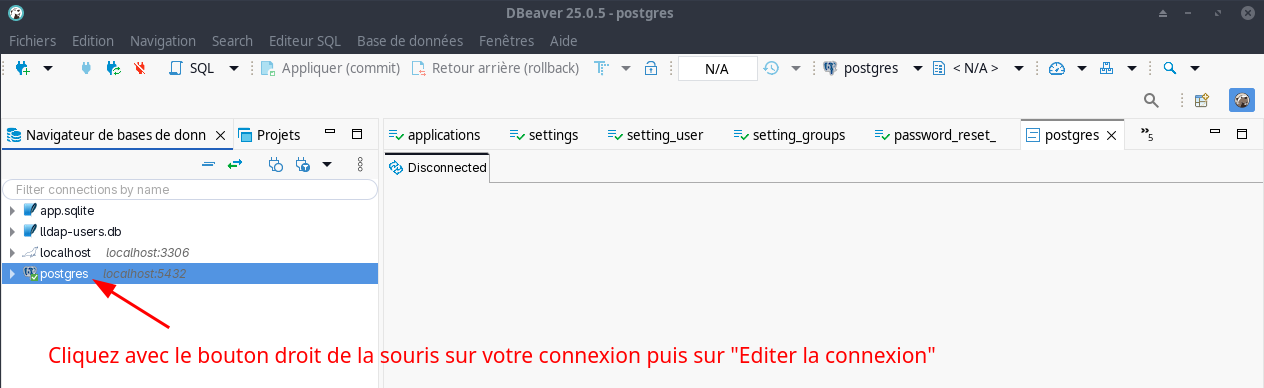 DBeaver 25.0.5 - postgres
Fichiers Edition Navigation Search Editeur SQL Base de données Fenêtres Aide
SQL Appliquer (commit) Retour arrière (rollback) N/A postgres < N/A >
Navigateur de bases de donn Projets applications settings setting_user setting_groups password_reset_ postgres »5
Disconnected
Filter connections by name
app.sqlite
lldap-users.db
localhost localhost:3306
postgres localhost:5432
Cliquez avec le bouton droit de la souris sur votre connexion puis sur "Editer la connexion"